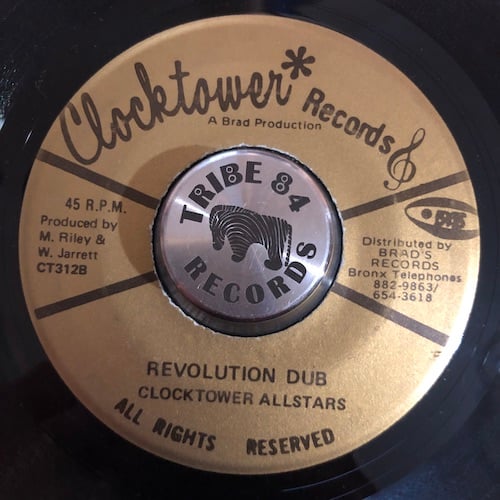 Clocktower* Records
A Brad Production
45 R.P.M.
Produced by
M. Riley &
W. Jarrett
CT312B
TRIBE 84
RECORDS
Distributed by
BRAD'S
RECORDS
Bronx Telephones
882-9863/
654-3618
REVOLUTION DUB
CLOCKTOWER ALLSTARS
ALL RIGHTS RESERVED